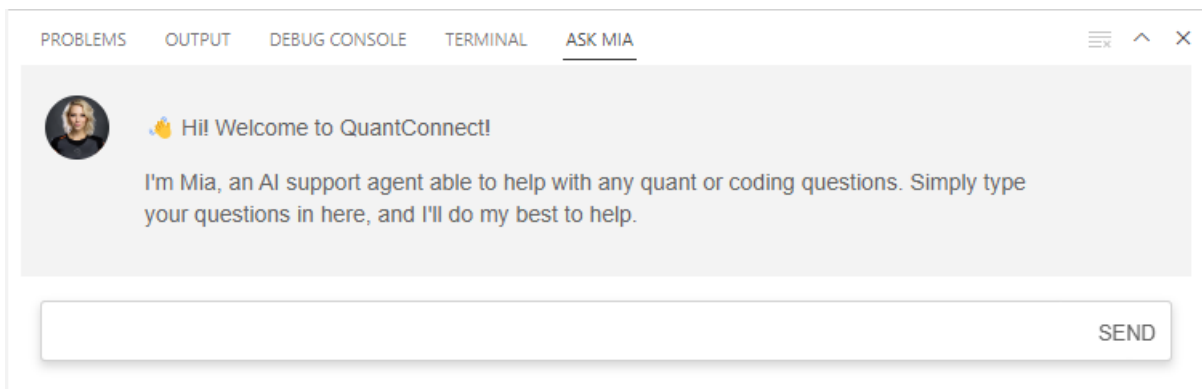 PROBLEMS OUTPUT DEBUG CONSOLE TERMINAL ASK MIA
👋 Hi! Welcome to QuantConnect!
I'm Mia, an AI support agent able to help with any quant or coding questions. Simply type
your questions in here, and I'll do my best to help.
SEND